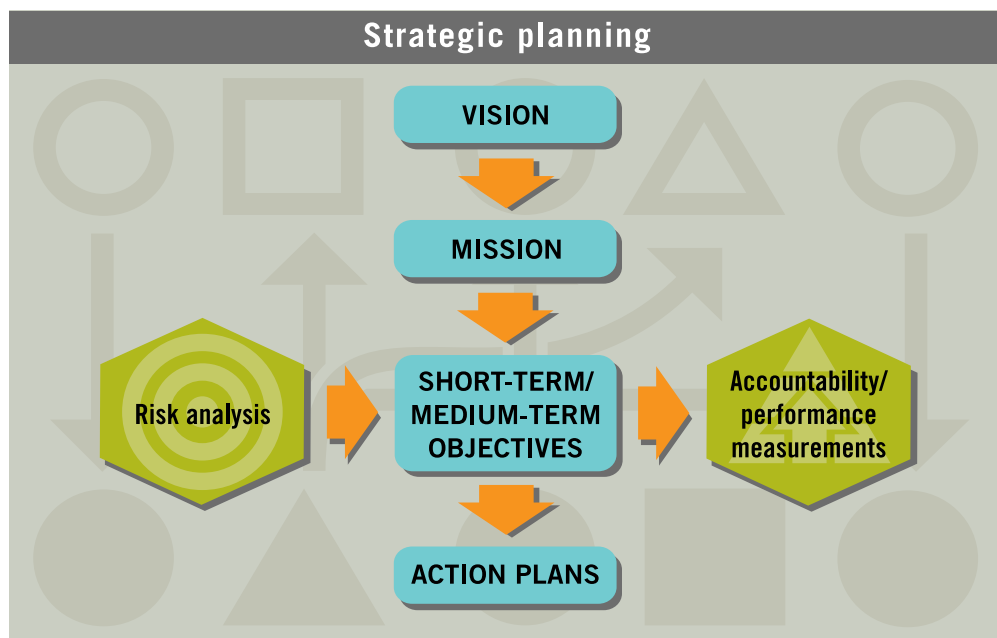 Strategic planning
VISION
MISSION
Risk analysis
SHORT-TERM/
MEDIUM-TERM
OBJECTIVES
Accountability/
performance
measurements
ACTION PLANS